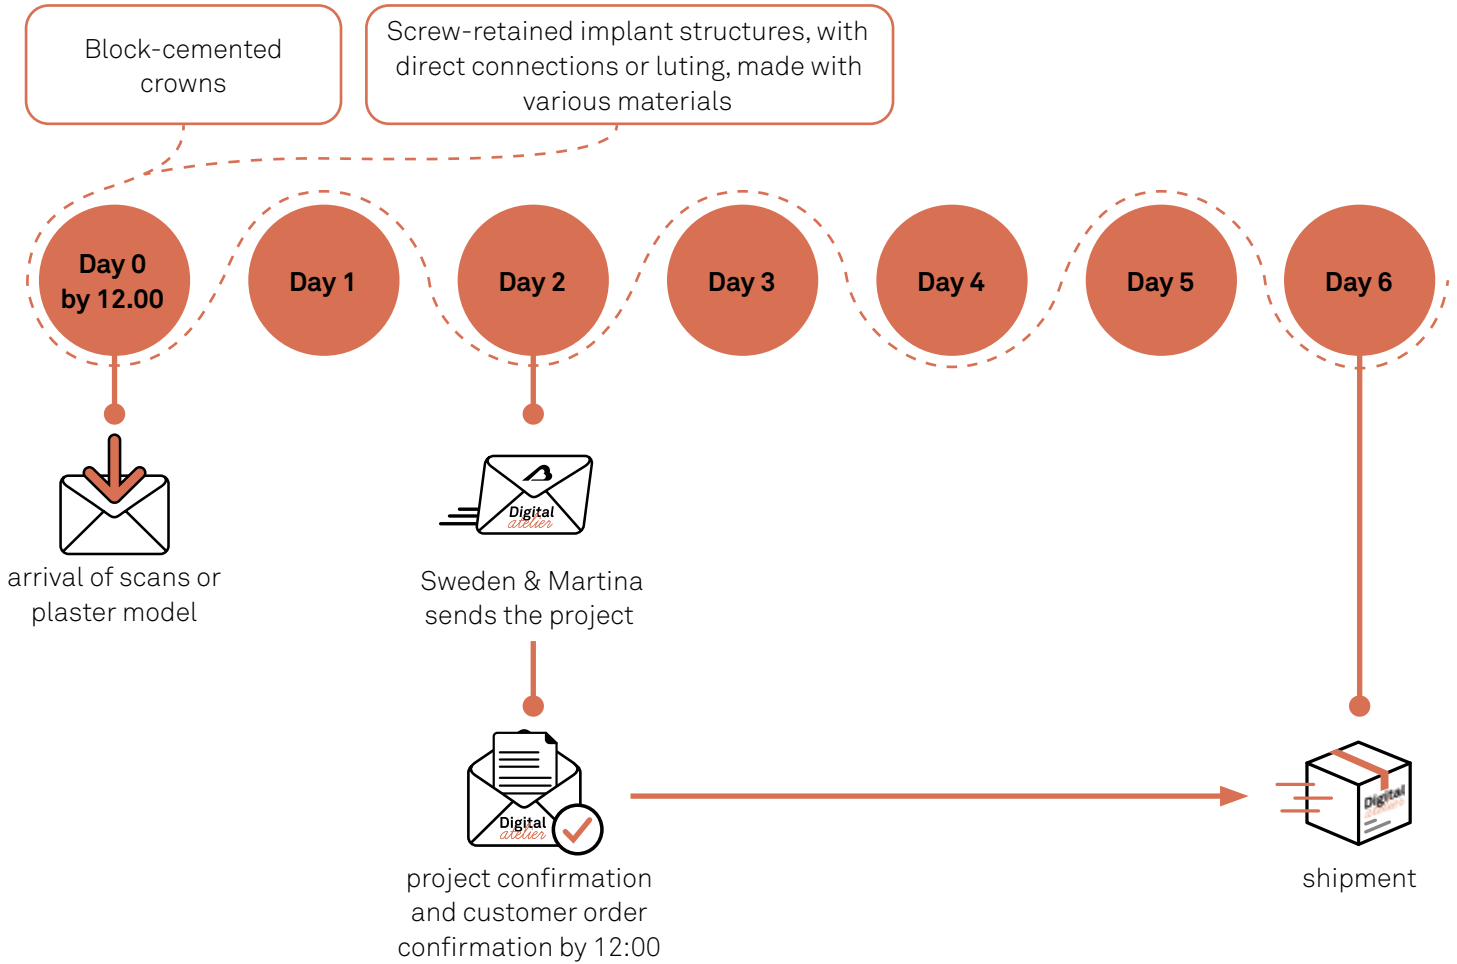 Block-cemented
crowns
Screw-retained implant structures, with
direct connections or luting, made with
various materials
Day 0
by 12.00
Day 1
Day 2
Day 3
Day 4
Day 5
Day 6
Digital
atelier
arrival of scans or
plaster model
Sweden & Martina
sends the project
Digital
atelier
Digital
project confirmation
and customer order
confirmation by 12:00
shipment